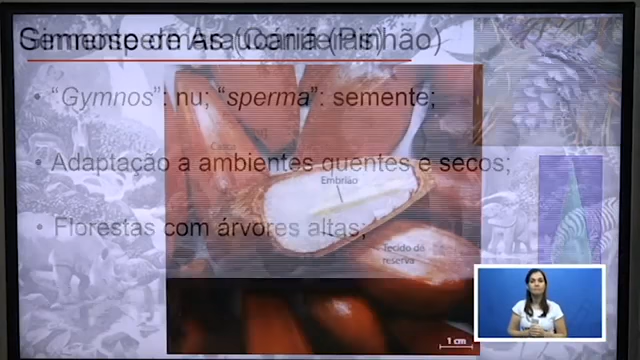 Gimnospermas (Coníferas)
Semente de Araucária (Pinhão)
• “Gymnos”: nu; “sperma”: semente;
Casca
• Adaptação a ambientes quentes e secos;
Embrião
• Florestas com árvores altas;
Tecido de
reserva
1 cm